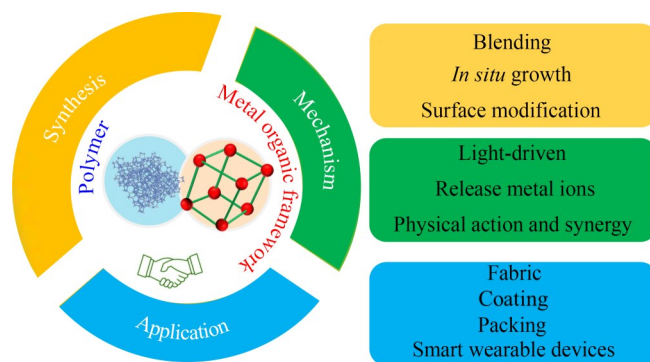 Synthesis
Polymer
Metal organic framework
Mechanism
Application
Blending
In situ growth
Surface modification
Light-driven
Release metal ions
Physical action and synergy
Fabric
Coating
Packing
Smart wearable devices